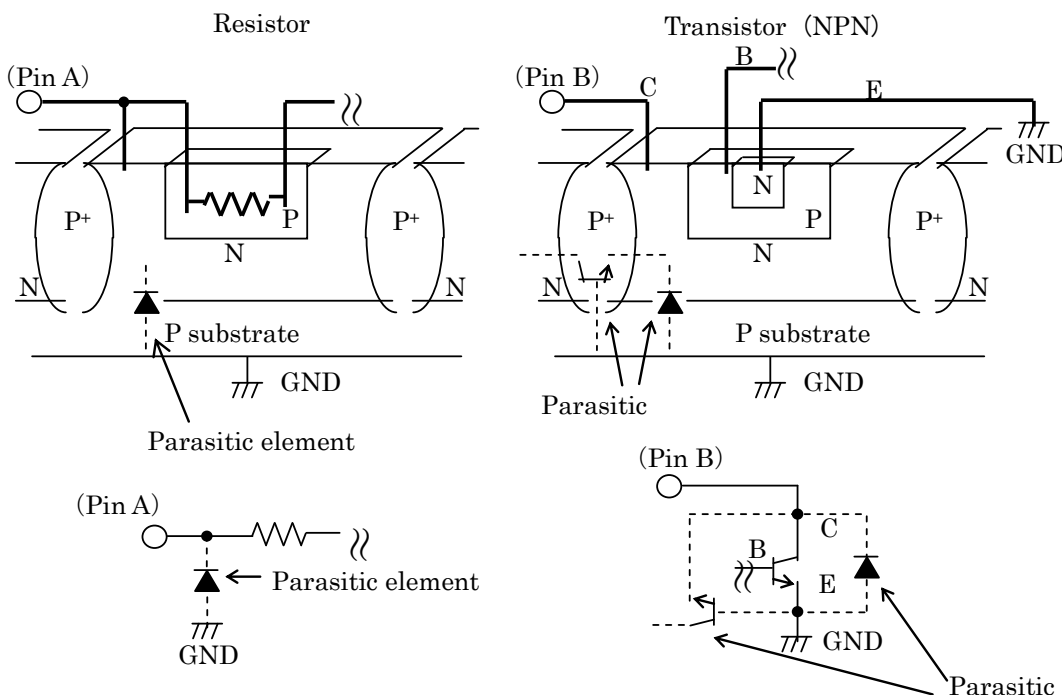 Resistor
(Pin A)
P+
P
P+
N
N
N
P substrate
GND
Parasitic element
(Pin A)
Parasitic element
GND
Transistor (NPN)
(Pin B)
B
C
E
GND
N
P+
P
P+
N
N
N
P substrate
GND
Parasitic
(Pin B)
C
B
E
GND
Parasitic